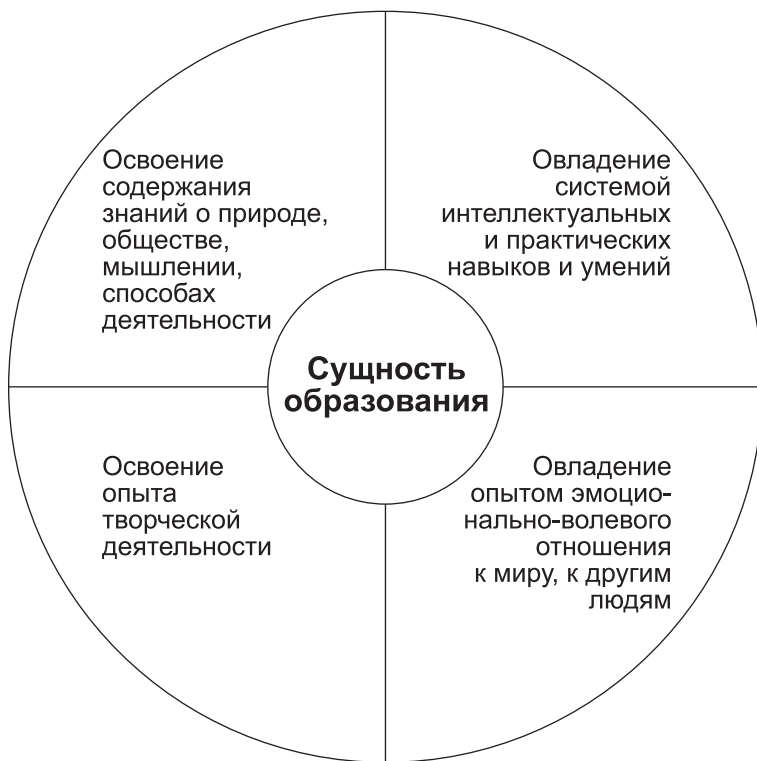 Освоение
содержания
знаний о природе,
обществе,
мышлении,
способах
деятельности
Овладение
системой
интеллектуальных
и практических
навыков и умений
Сущность
образования
Освоение
опыта
творческой
деятельности
Овладение
опытом эмоцио-
нально-волевого
отношения
к миру, к другим
людям